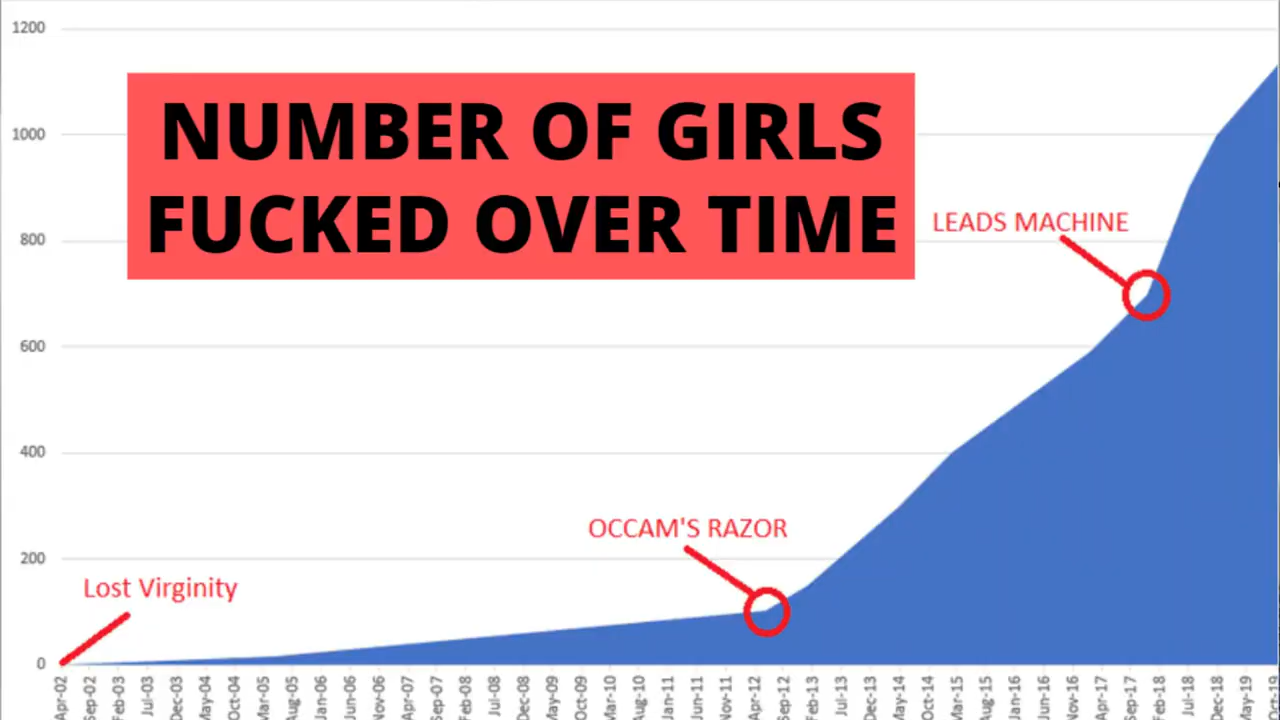 1200
NUMBER OF GIRLS
FUCKED OVER TIME
1000
LEADS MACHINE
800
600
400
OCCAM'S RAZOR
200
Lost Virginity
0
Apr-02 Sep-02 Feb-03 Jul-03 Dec-03 May-04 Oct-04 Mar-05 Aug-05 Jan-06 Jun-06 Nov-06 Apr-07 Sep-07 Feb-08 Jul-08 Dec-08 May-09 Oct-09 Mar-10 Aug-10 Jan-11 Jun-11 Nov-11 Apr-12 Sep-12 Feb-13 Jul-13 Dec-13 May-14 Oct-14 Mar-15 Aug-15 Jan-16 Jun-16 Nov-16 Apr-17 Sep-17 Feb-18 Jul-18 Dec-18 May-19 Oct-19